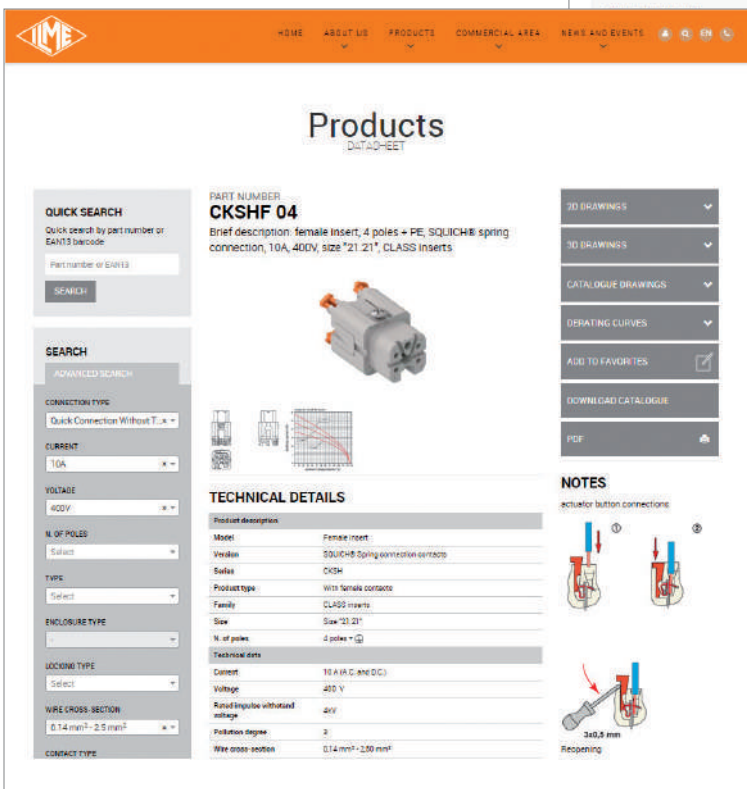 ILME
HOME ABOUT US PRODUCTS COMMERCIAL AREA NEWS AND EVENTS EN
Products
DATADHEET
QUICK SEARCH
Quick search by part number or
EAN13 barcode
Part number or EAN13
SEARCH
SEARCH
ADVANCED SEARCH
CONNECTION TYPE
Quick Connection Without T...
CURRENT
10A
VOLTAGE
400V
N. OF POLES
Select
TYPE
Select
ENCLOSURE TYPE
-
LOCKING TYPE
Select
WIRE CROSS-SECTION
0.14 mm² - 2.5 mm²
CONTACT TYPE
PART NUMBER
CKSHF 04
Brief description: female insert, 4 poles + PE, SQUICH® spring
connection, 10A, 400V, size "21.21", CLASS Inserts
TECHNICAL DETAILS
Product description
Model Female insert
Version SQUICH® Spring connection contacts
Series CKSH
Product type With female contacts
Family CLASS inserts
Size Size "21.21"
N. of poles 4 poles +
Technical data
Current 10 A (A.C. and D.C.)
Voltage 400 V
Rated impulse withstand
voltage 4KV
Pollution degree 3
Wire cross-section 0.14 mm² - 2.50 mm²
2D DRAWINGS
3D DRAWINGS
CATALOGUE DRAWINGS
DERATING CURVES
ADD TO FAVORITES
DOWNLOAD CATALOGUE
PDF
NOTES
actuator button connections
① ②
3x0,5 mm
Reopening